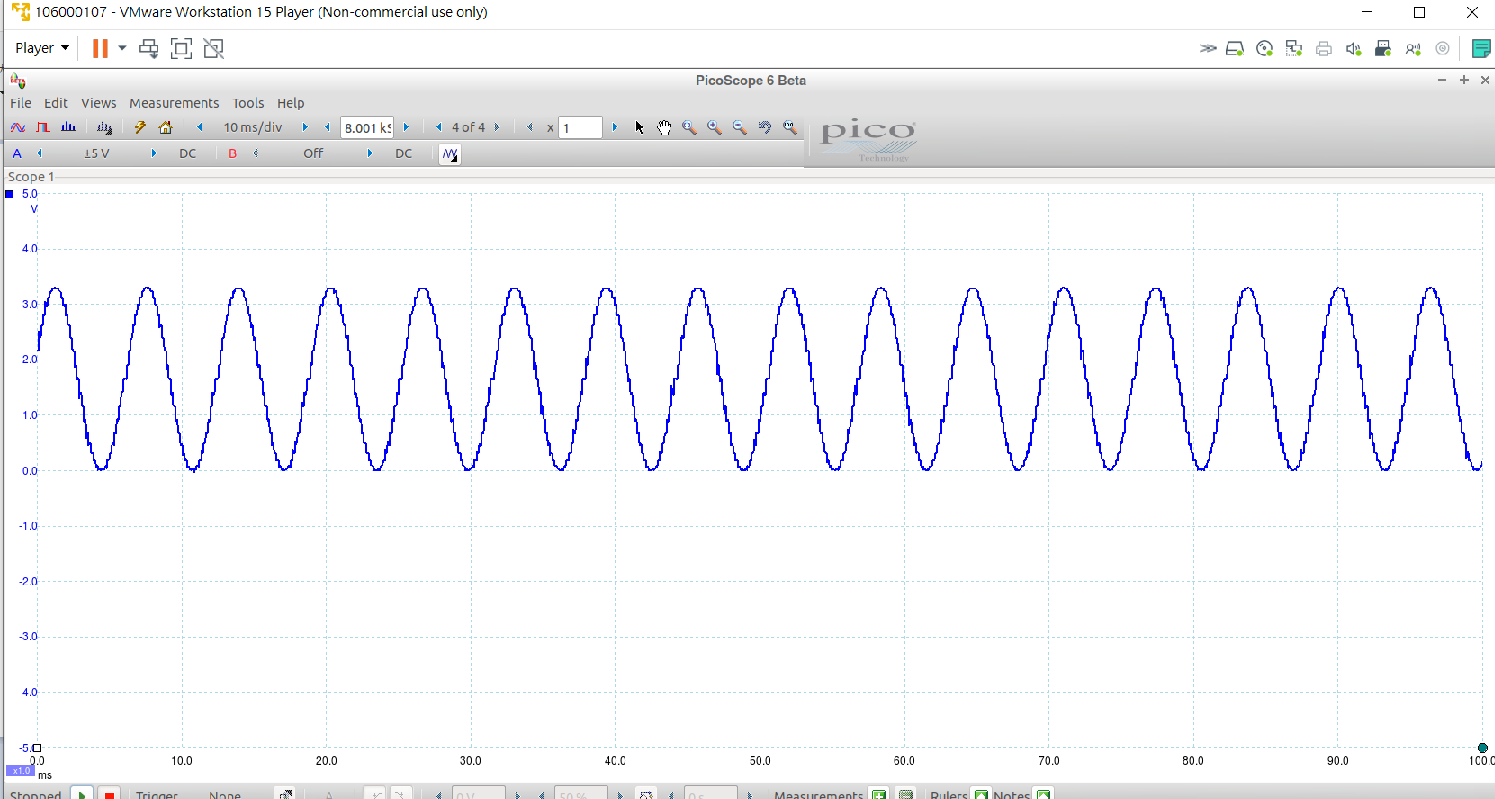 106000107 - VMware Workstation 15 Player (Non-commercial use only)
Player
PicoScope 6 Beta
File Edit Views Measurements Tools Help
10 ms/div 8.001 kS 4 of 4 x 1
pico
Technology
A ±5 V DC B Off DC
Scope 1
5.0
V
4.0
3.0
2.0
1.0
0.0
-1.0
-2.0
-3.0
4.0
-5.0
0.0 10.0 20.0 30.0 40.0 50.0 60.0 70.0 80.0 90.0 100.0
x1.0 ms
Stopped Trigger None A 0 V 50 % 0 s Measurements Rulers Notes